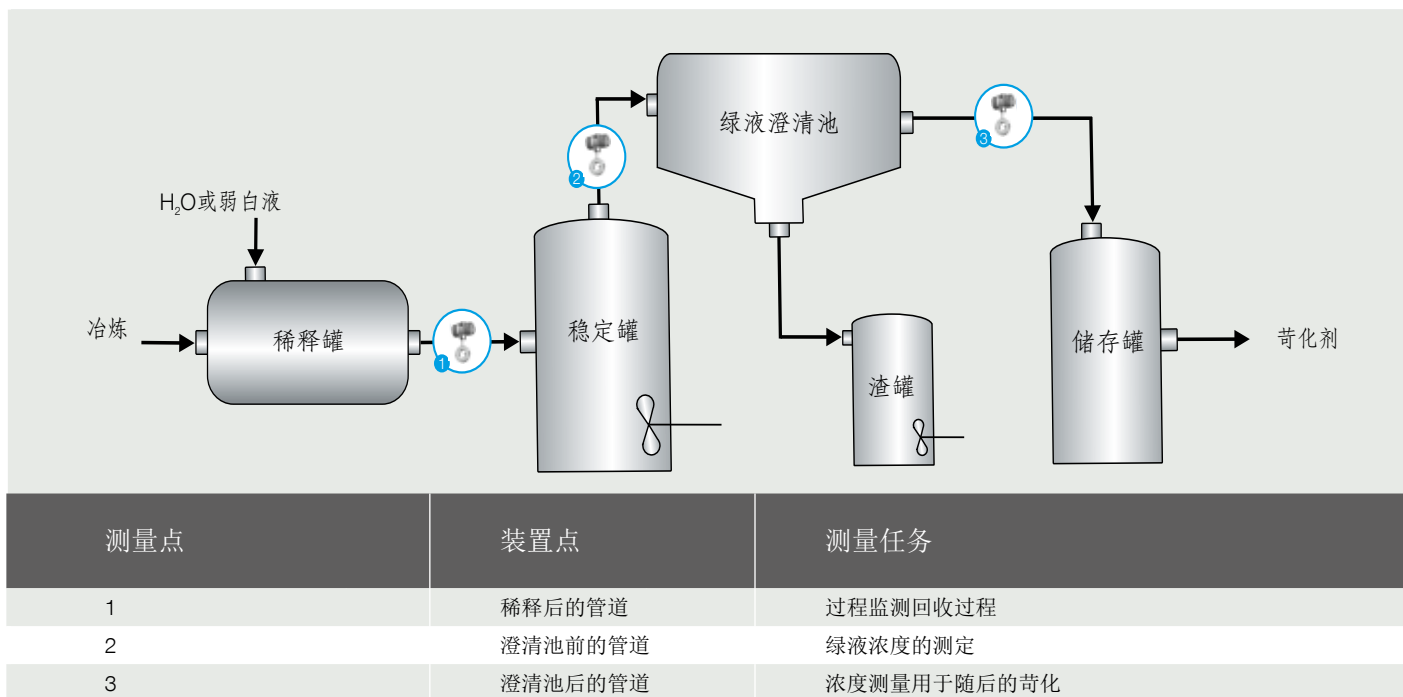 绿液澄清池
3
2
H₂O或弱白液
冶炼
稀释罐
1
稳定罐
渣罐
储存罐
苛化剂
测量点 装置点 测量任务
1 稀释后的管道 过程监测回收过程
2 澄清池前的管道 绿液浓度的测定
3 澄清池后的管道 浓度测量用于随后的苛化